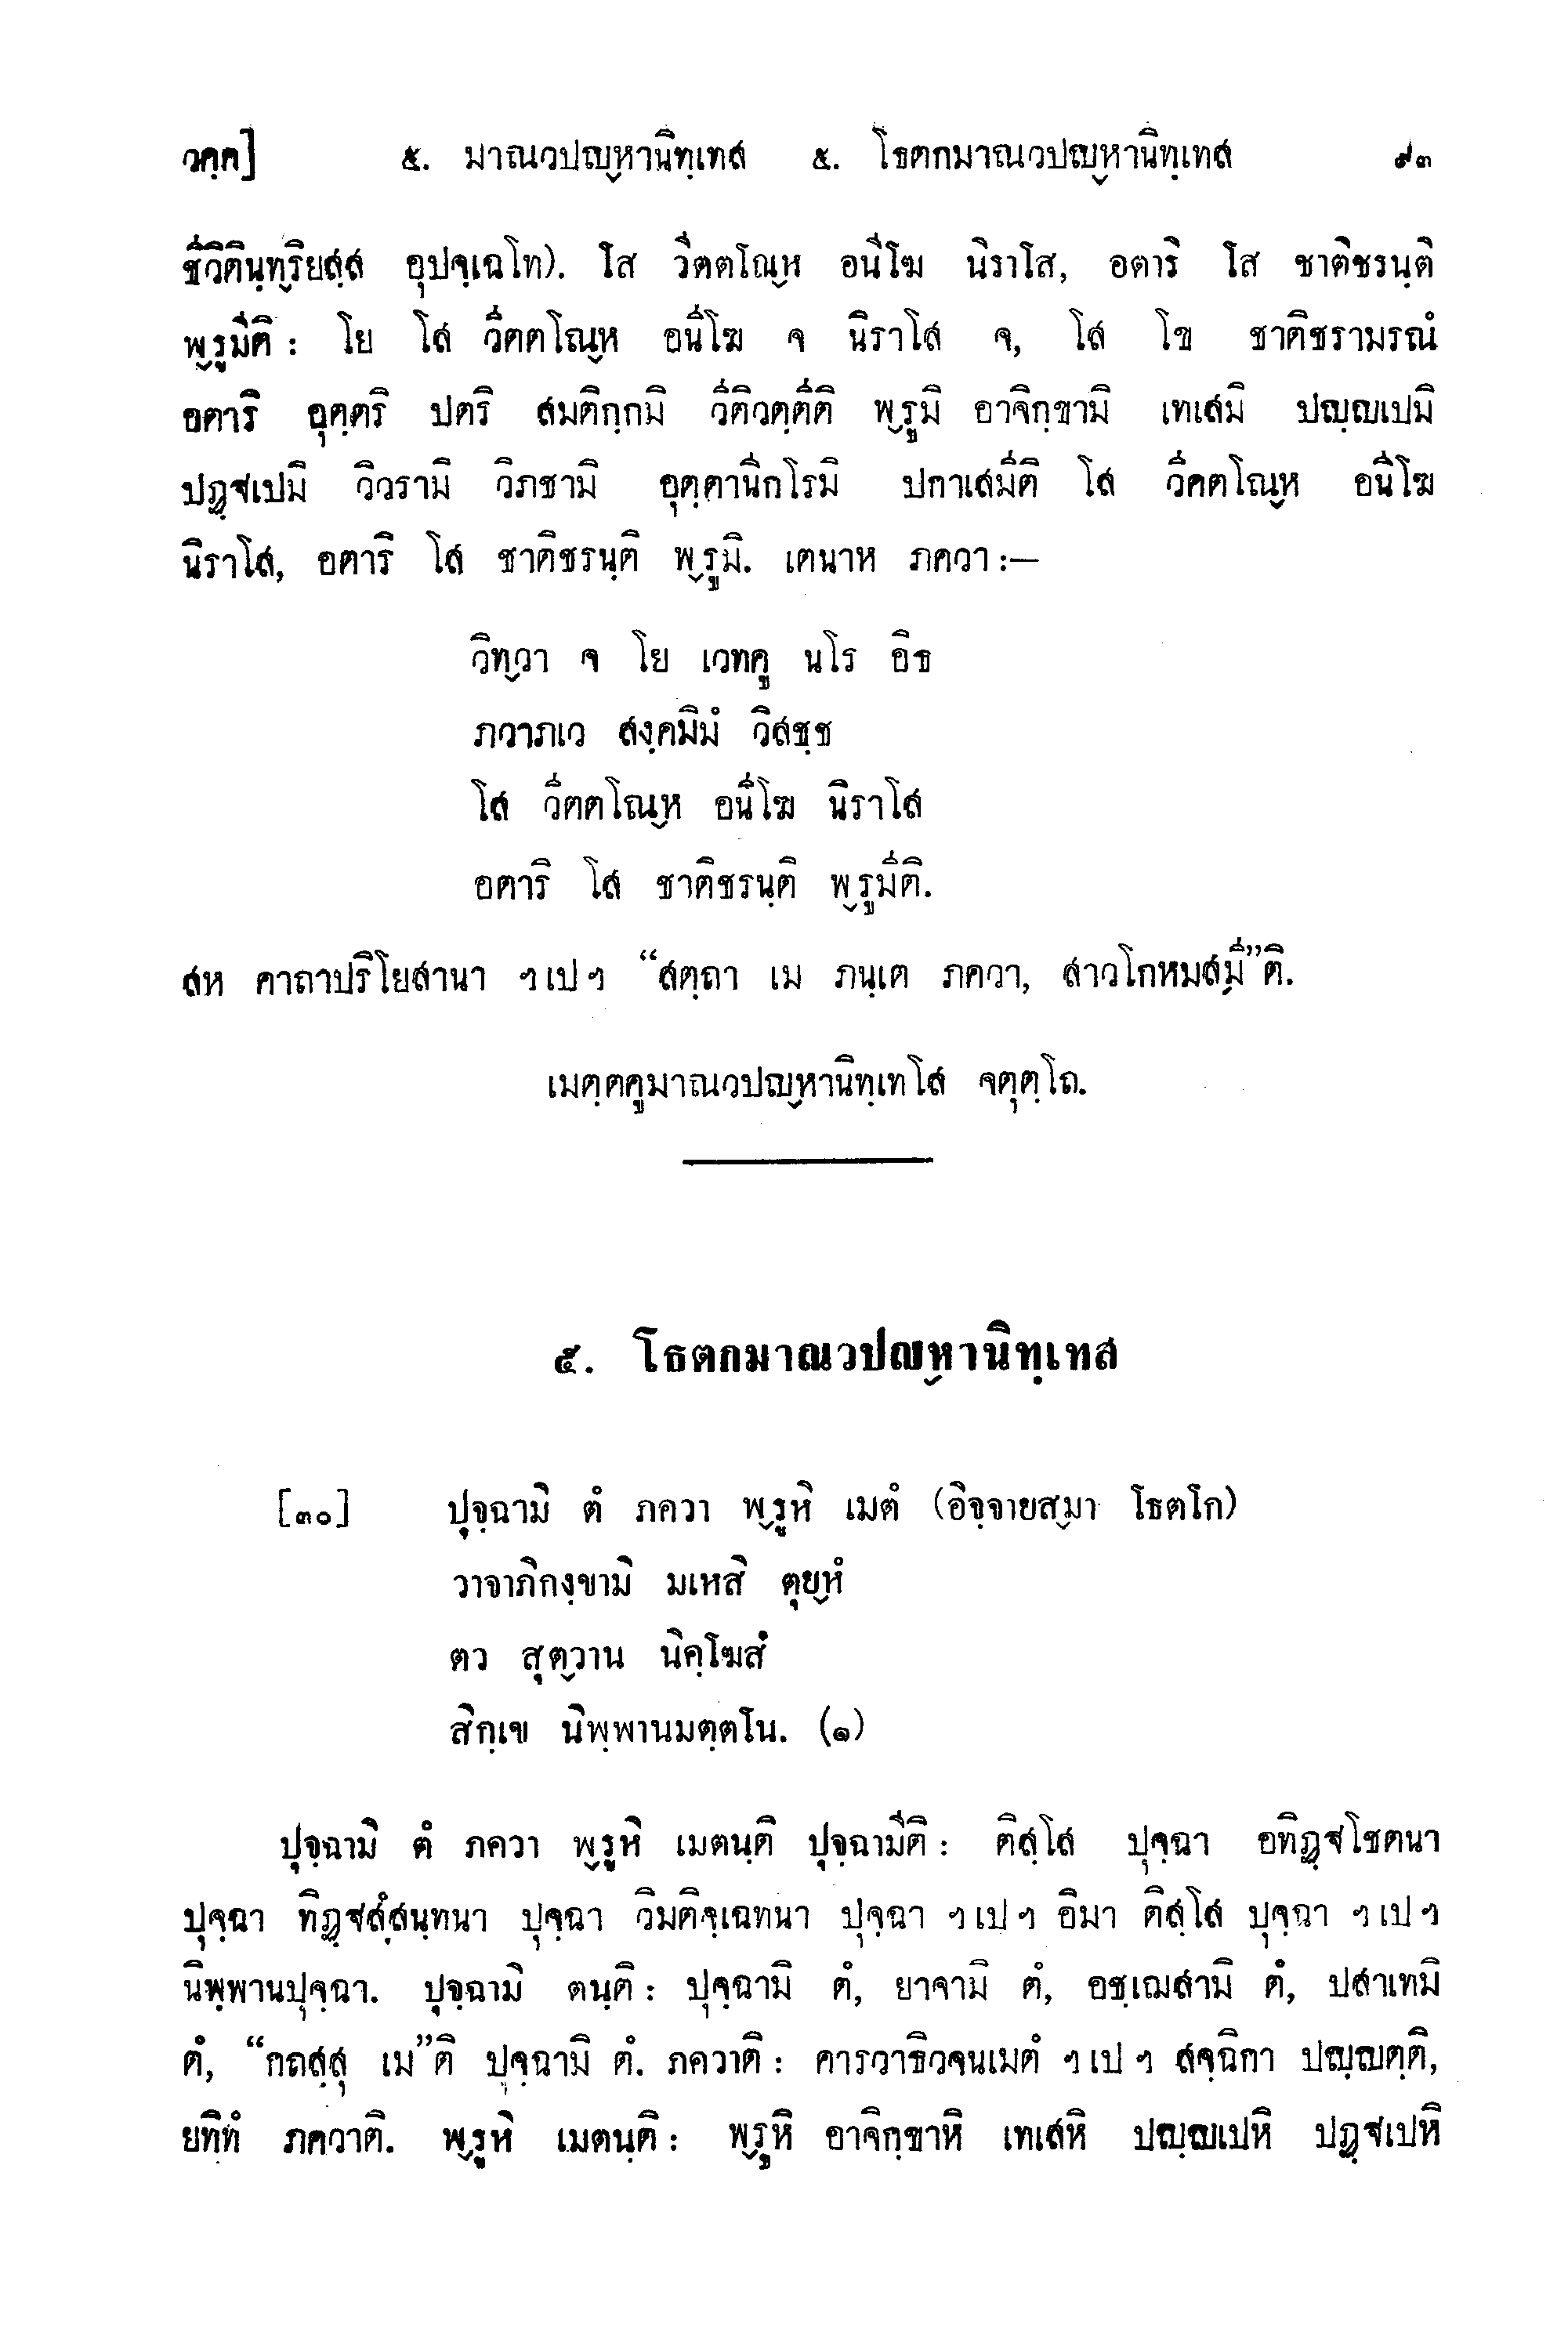 วคฺค] ๕. มาณวปญฺหานิทฺเทส ๕. โธตกมาณวปญฺหานิทฺเทส ๙๓
ชีวิตินฺทฺริยสฺส อุปจฺเฉโท). โส วีตตโณฺห อนีโฆ นิราโส, อตาริ โส ชาติชรนฺติ
พฺรูมีติ : โย โส วีตตโณฺห อนีโฆ จ นิราโส จ, โส โข ชาติชรามรณํ
อตาริ อุตฺตริ ปตริ สมติกฺกมิ วีติวตฺตีติ พฺรูมิ อาจิกฺขามิ เทเสมิ ปญฺญเปมิ
ปฏฺฐเปมิ วิวรามิ วิภชามิ อุตฺตานีกโรมิ ปกาเสมีติ โส วีตตโณฺห อนีโฆ
นิราโส, อตาริ โส ชาติชรนฺติ พฺรูมิ. เตนาห ภควา :—
วิทฺวา จ โย เวทคู นโร อิธ
ภวาภเว สงฺคมิมํ วิสชฺช
โส วีตตโณฺห อนีโฆ นิราโส
อตาริ โส ชาติชรนฺติ พฺรูมีติ.
สห คาถาปริโยสานา ฯ เป ฯ “สตฺถา เม ภนฺเต ภควา, สาวโกหมสฺมี”ติ.
เมตฺตคูมาณวปญฺหานิทฺเทโส จตุตฺโถ.
๕. โธตกมาณวปญฺหานิทฺเทส
[๓๐] ปุจฺฉามิ ตํ ภควา พฺรูหิ เมตํ (อิจฺจายสฺมา โธตโก)
วาจาภิกงฺขามิ มเหสิ ตุยฺหํ
ตว สุตฺวาน นิคฺโฆสํ
สิกฺเข นิพฺพานมตฺตโน. (๑)
ปุจฺฉามิ ตํ ภควา พฺรูหิ เมตนฺติ ปุจฺฉามีติ : ติสฺโส ปุจฺฉา อทิฏฺฐโชตนา
ปุจฺฉา ทิฏฺฐสํสนฺทนา ปุจฺฉา วิมติจฺเฉทนา ปุจฺฉา ฯ เป ฯ อิมา ติสฺโส ปุจฺฉา ฯ เป ฯ
นิพฺพานปุจฺฉา. ปุจฺฉามิ ตนฺติ : ปุจฺฉามิ ตํ, ยาจามิ ตํ, อชฺเฌสามิ ตํ, ปสาเทมิ
ตํ, “กถสฺสุ เม”ติ ปุจฺฉามิ ตํ. ภควาติ : คารวาธิวจนเมตํ ฯ เป ฯ สจฺฉิกา ปญฺญตฺติ,
ยทิทํ ภควาติ. พฺรูหิ เมตนฺติ : พฺรูหิ อาจิกฺขาหิ เทเสหิ ปญฺญเปหิ ปฏฺฐเปหิ